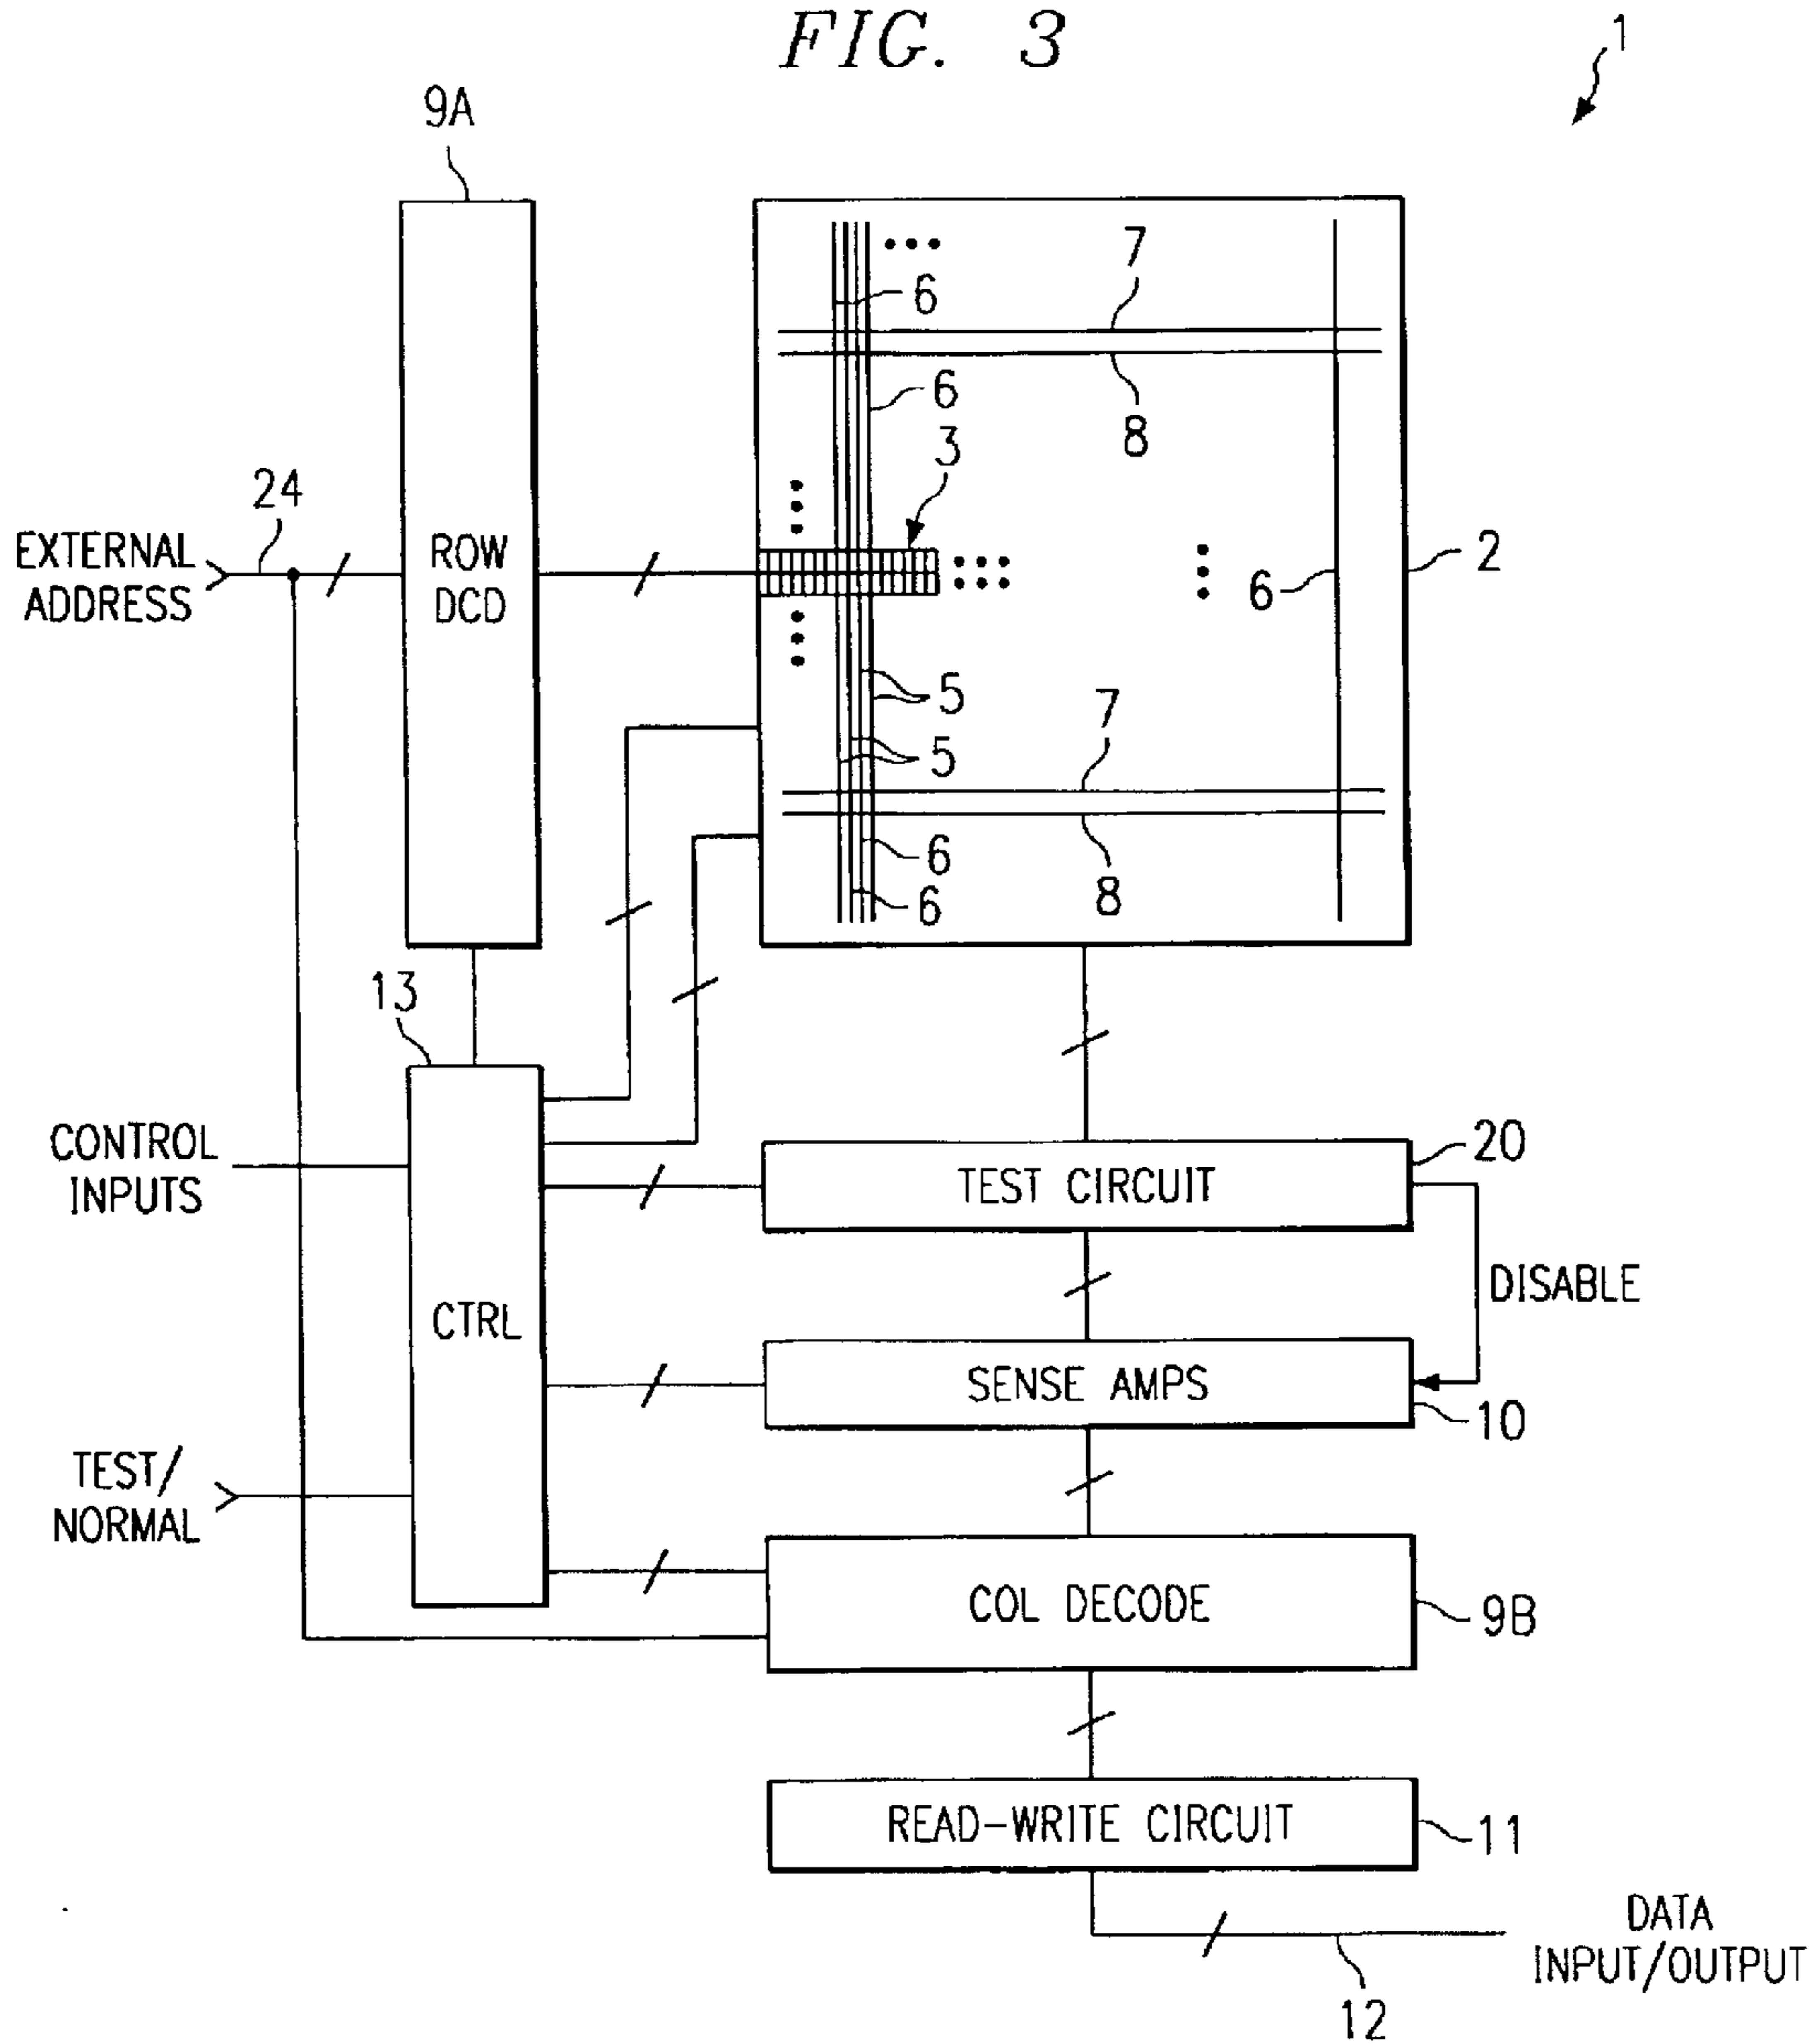 FIG. 3
1
9A
7
6
8
6
3
24
EXTERNAL
ADDRESS
ROW
DCD
2
6
5
7
5
6
8
6
13
CONTROL
INPUTS
20
TEST CIRCUIT
DISABLE
CTRL
SENSE AMPS
10
TEST/
NORMAL
COL DECODE
9B
READ-WRITE CIRCUIT
11
DATA
INPUT/OUTPUT
12